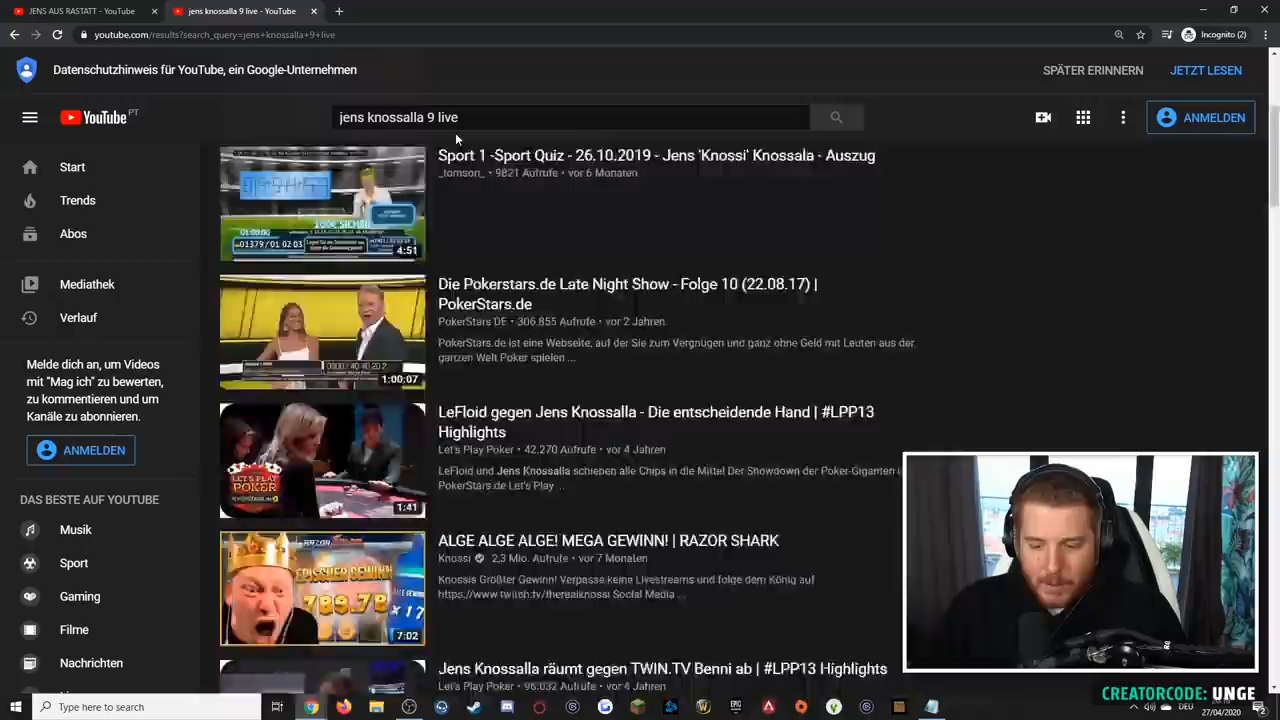 JENS AUS RASTATT - YouTube
jens knossalla 9 live - YouTube
youtube.com/results?search_query=jens+knossalla+9+live
Incognito (2)
Datenschutzhinweis für YouTube, ein Google-Unternehmen
SPÄTER ERINNERN
JETZT LESEN
YouTube PT
jens knossalla 9 live
ANMELDEN
Start
Trends
Abos
Mediathek
Verlauf
Melde dich an, um Videos
mit "Mag ich" zu bewerten,
zu kommentieren und um
Kanäle zu abonnieren.
ANMELDEN
DAS BESTE AUF YOUTUBE
Musik
Sport
Gaming
Filme
Nachrichten
Sport 1 -Sport Quiz - 26.10.2019 - Jens 'Knossi' Knossala - Auszug
_tomson_ • 9821 Aufrufe • vor 6 Monaten
4:51
Die Pokerstars.de Late Night Show - Folge 10 (22.08.17) |
PokerStars.de
PokerStars DE • 306.855 Aufrufe • vor 2 Jahren
PokerStars.de ist eine Webseite, auf der Sie zum Vergnügen und ganz ohne Geld mit Leuten aus der
ganzen Welt Poker spielen ...
1:00:07
LeFloid gegen Jens Knossalla - Die entscheidende Hand | #LPP13
Highlights
Let's Play Poker • 42.270 Aufrufe • vor 4 Jahren
LeFloid und Jens Knossalla schieben alle Chips in die Mitte! Der Showdown der Poker-Giganten
PokerStars.de Let's Play ...
LET'S PLAY
POKER
1:41
ALGE ALGE ALGE! MEGA GEWINN! | RAZOR SHARK
Knossi • 2,3 Mio. Aufrufe • vor 7 Monaten
Knossis Größter Gewinn! Verpasse keine Livestreams und folge dem König auf
https://www.twitch.tv/therealknossi Social Media ...
789.78
7:02
Jens Knossalla räumt gegen TWIN.TV Benni ab | #LPP13 Highlights
Let's Play Poker • 96.032 Aufrufe • vor 4 Jahren
CREATORCODE: UNGE
Type here to search
DEU
27/04/2020